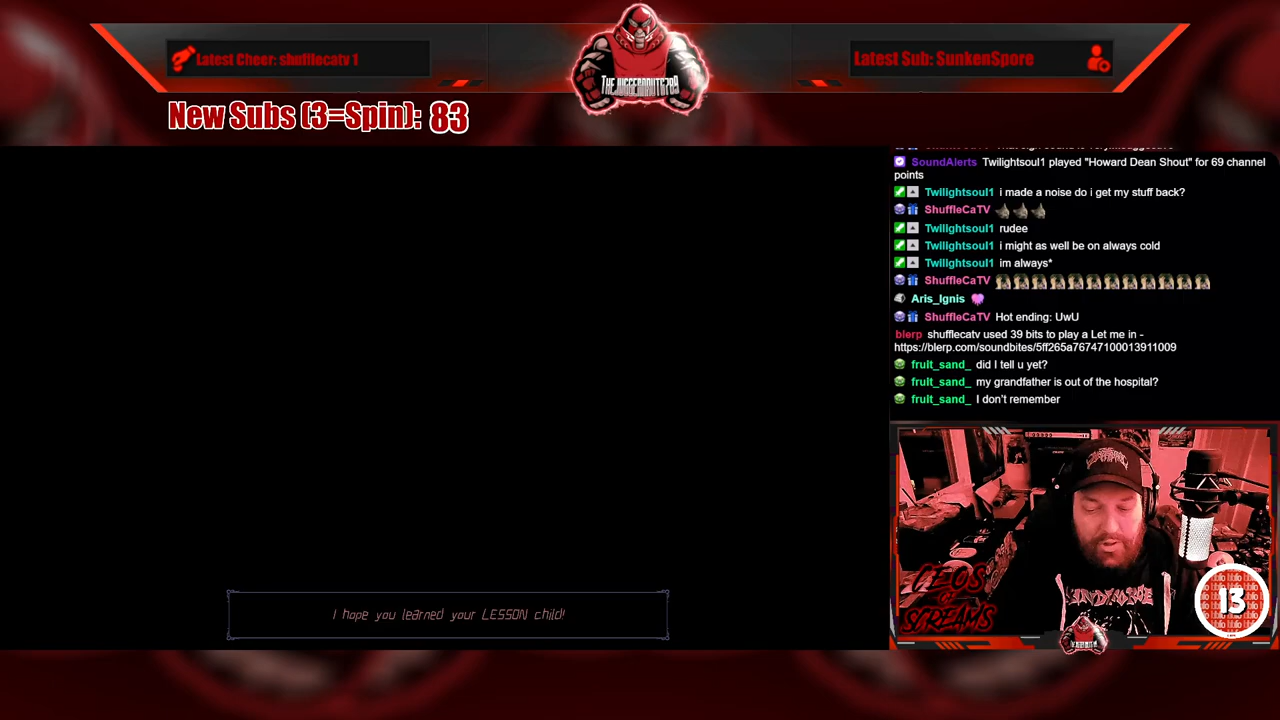 Latest Cheer: shufflecatv 1
THEJUGGERNAUT6789
Latest Sub: SunkenSpore
New Subs (3=Spin): 83
SoundAlerts Twilightsoul1 played "Howard Dean Shout" for 69 channel
points
Twilightsoul1 i made a noise do i get my stuff back?
ShuffleCaTV
Twilightsoul1 rudee
Twilightsoul1 i might as well be on always cold
Twilightsoul1 im always*
ShuffleCaTV
Aris_Ignis
ShuffleCaTV Hot ending: UwU
blerp shufflecatv used 39 bits to play a Let me in -
https://blerp.com/soundbites/5ff265a76747100013911009
fruit_sand_ did I tell u yet?
fruit_sand_ my grandfather is out of the hospital?
fruit_sand_ I don't remember
I hope you learned your LESSON child!
CEOS
OF
SCREAMS
13